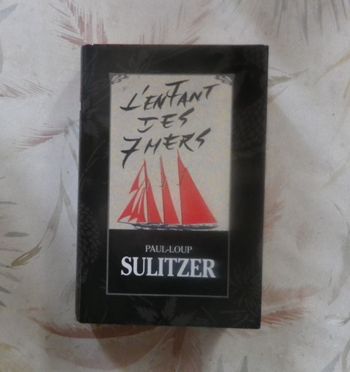 L'ENFANT
DES
7 MERS
PAUL-LOUP
SULITZER